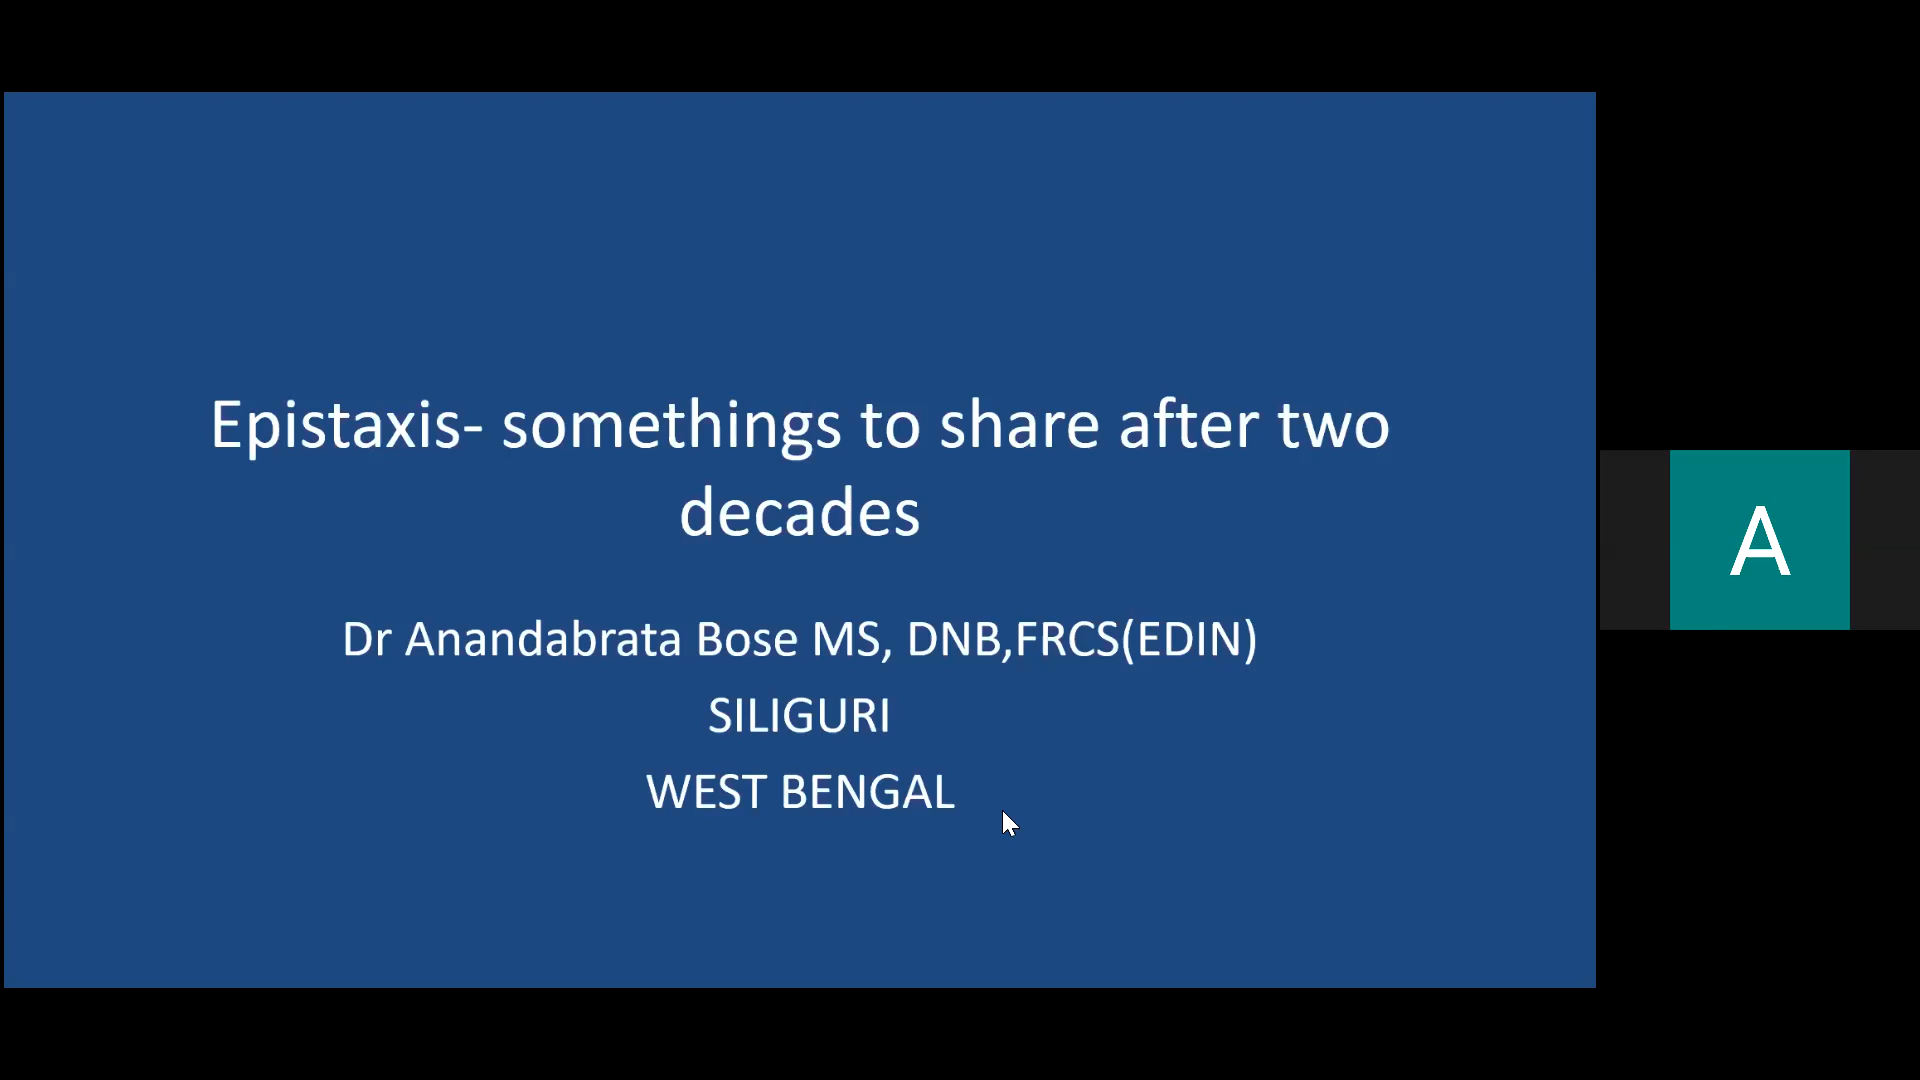 Epistaxis- somethings to share after two
decades
Dr Anandabrata Bose MS, DNB,FRCS(EDIN)
SILIGURI
WEST BENGAL
A